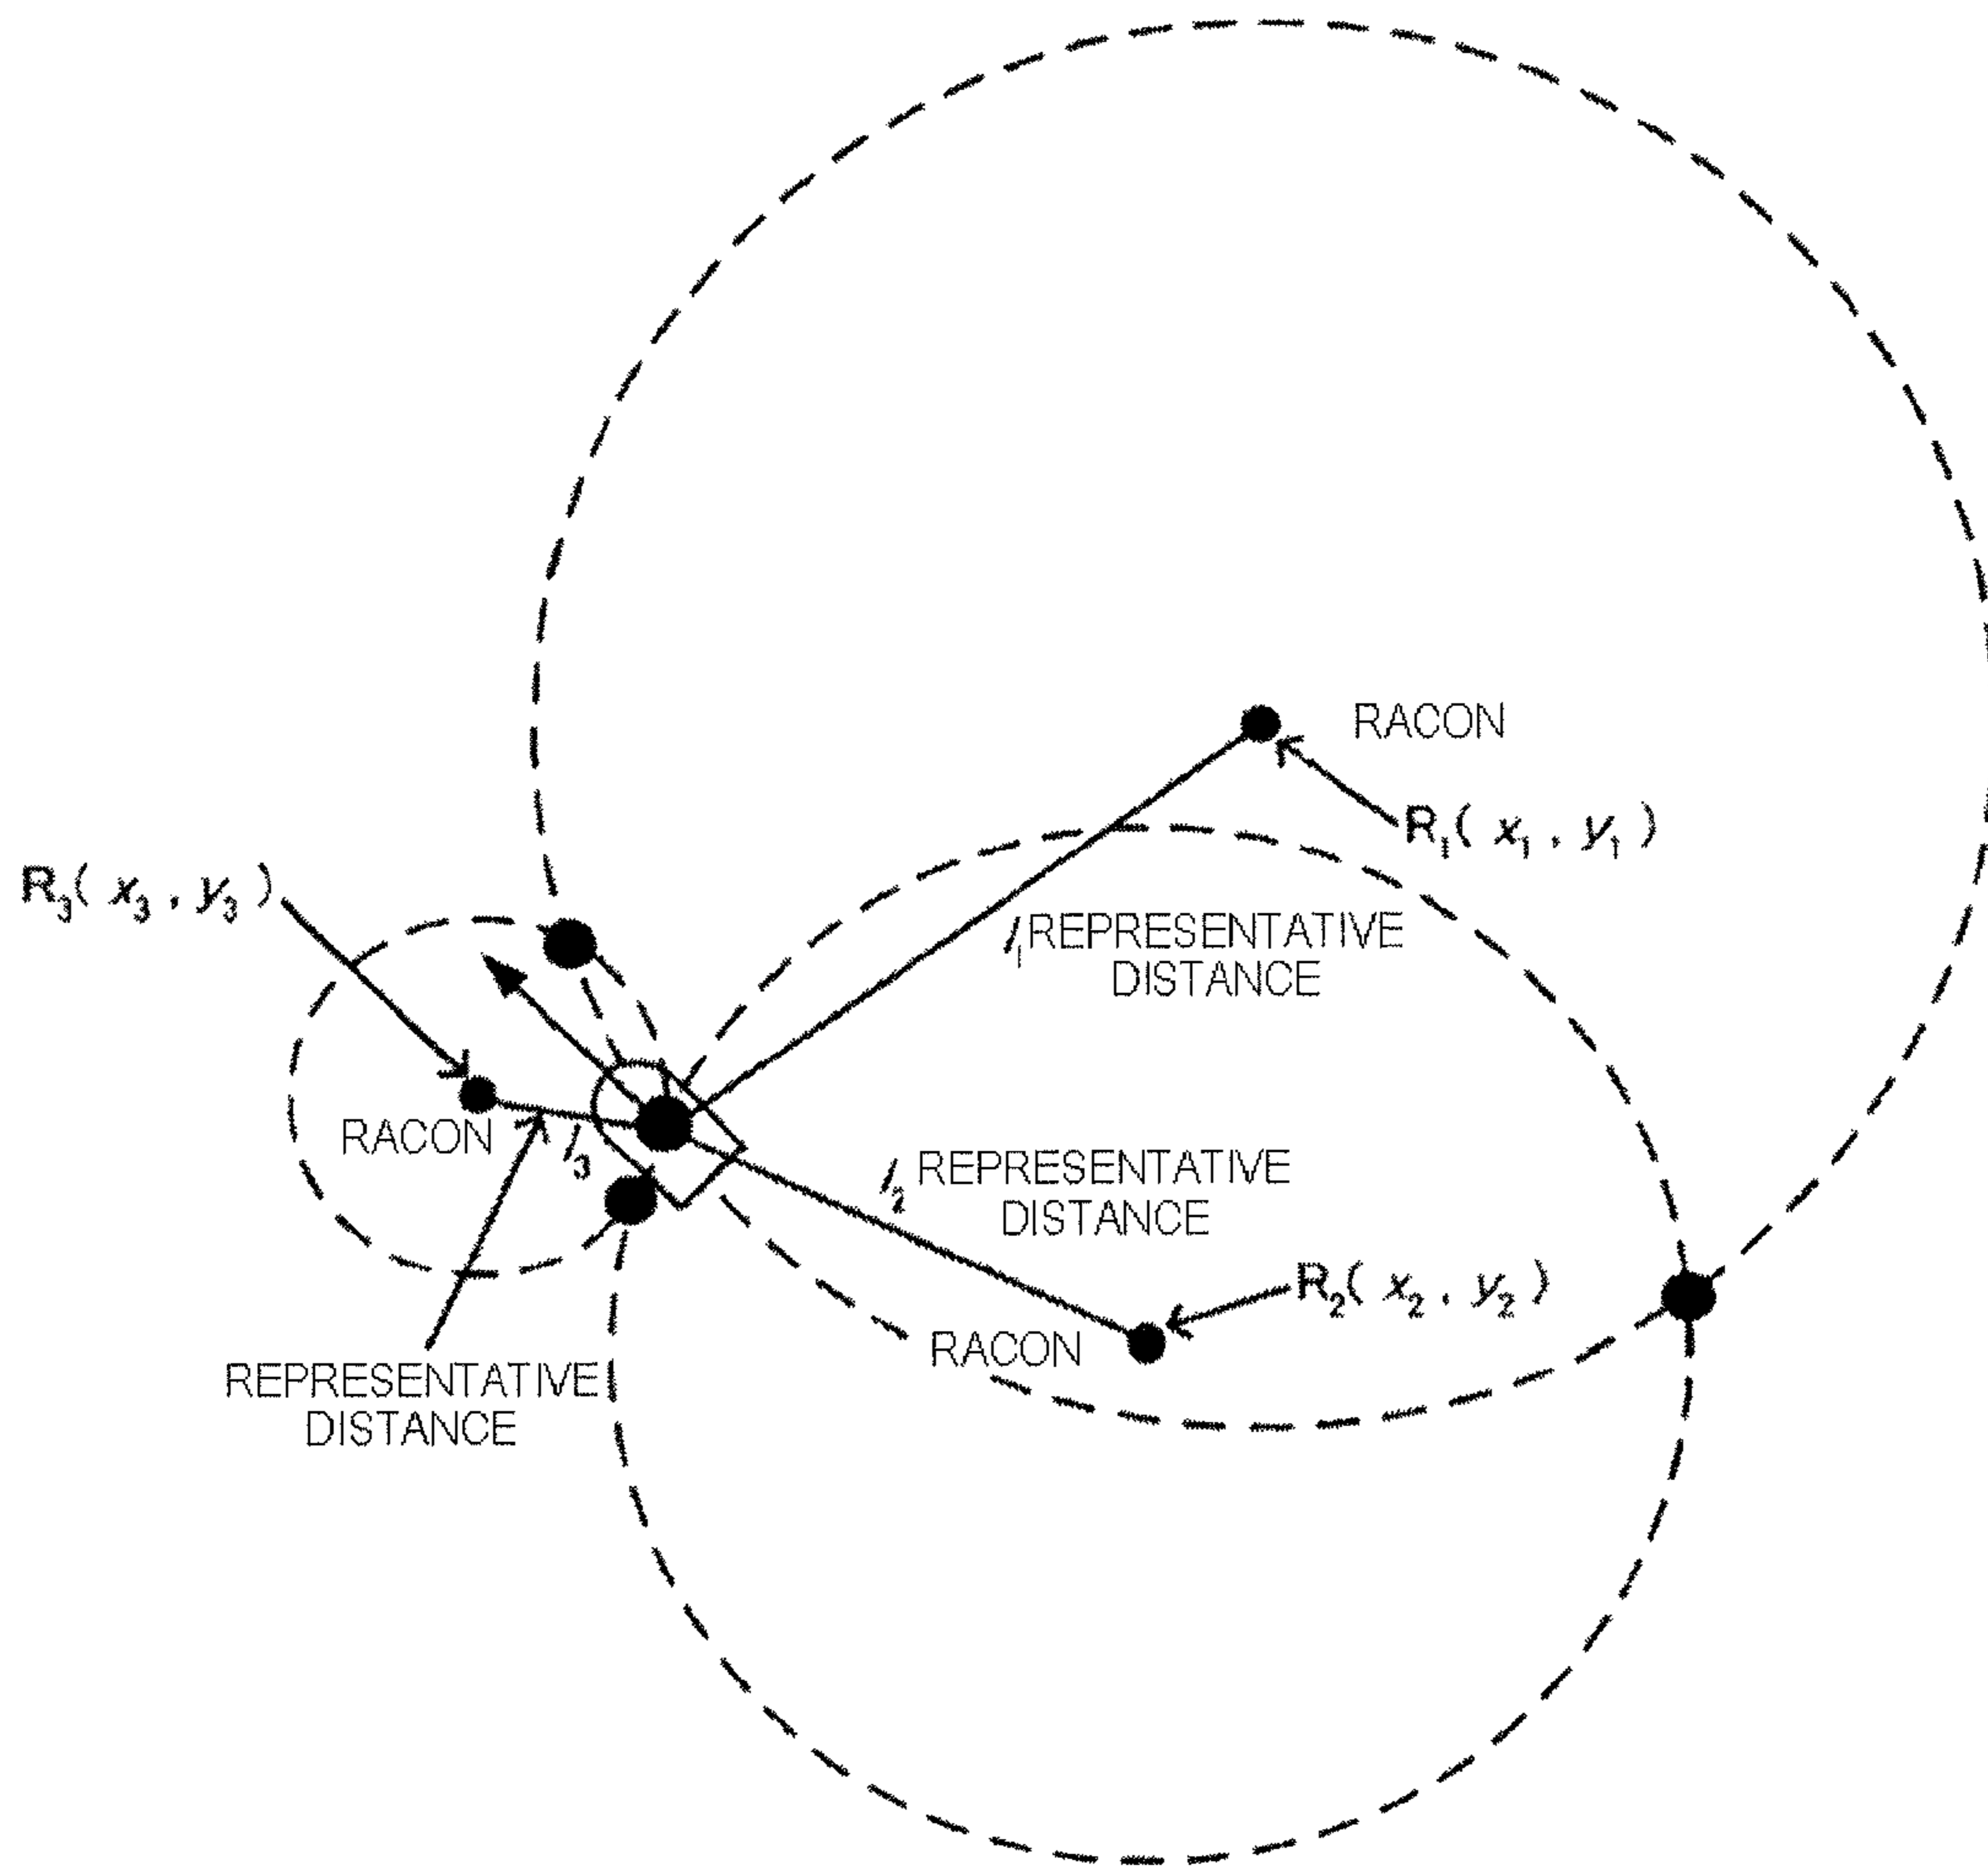 RACON
R₁( x₁ , y₁ )
R₃( x₃ , y₃ )
l₁ REPRESENTATIVE
DISTANCE
RACON
l₃
l₂ REPRESENTATIVE
DISTANCE
R₂( x₂ , y₂ )
RACON
REPRESENTATIVE
DISTANCE